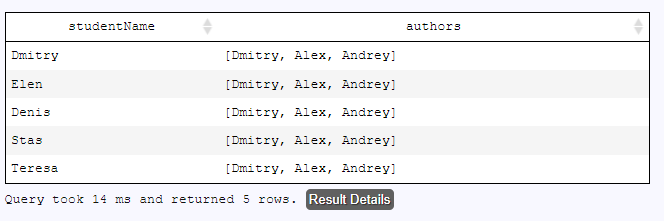 studentName authors
Dmitry [Dmitry, Alex, Andrey]
Elen [Dmitry, Alex, Andrey]
Denis [Dmitry, Alex, Andrey]
Stas [Dmitry, Alex, Andrey]
Teresa [Dmitry, Alex, Andrey]
Query took 14 ms and returned 5 rows. Result Details